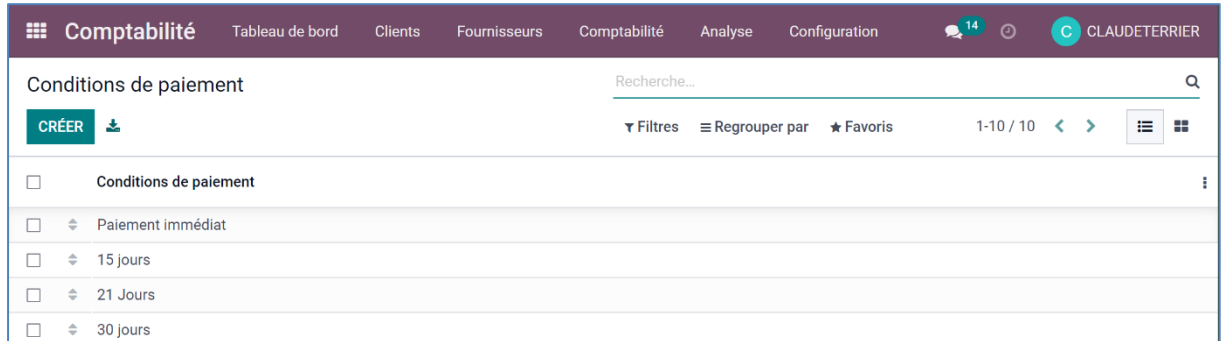 Comptabilité Tableau de bord Clients Fournisseurs Comptabilité Analyse Configuration 14 C CLAUDETERRIER
Conditions de paiement Recherche...
CRÉER Filtres Regrouper par Favoris 1-10 / 10
Conditions de paiement
Paiement immédiat
15 jours
21 Jours
30 jours